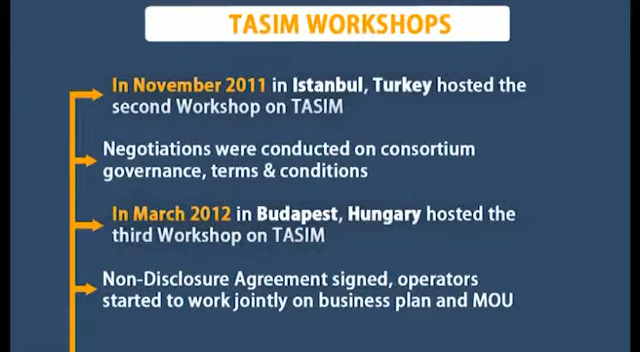 TASIM WORKSHOPS
In November 2011 in Istanbul, Turkey hosted the
second Workshop on TASIM
Negotiations were conducted on consortium
governance, terms & conditions
In March 2012 in Budapest, Hungary hosted the
third Workshop on TASIM
Non-Disclosure Agreement signed, operators
started to work jointly on business plan and MOU